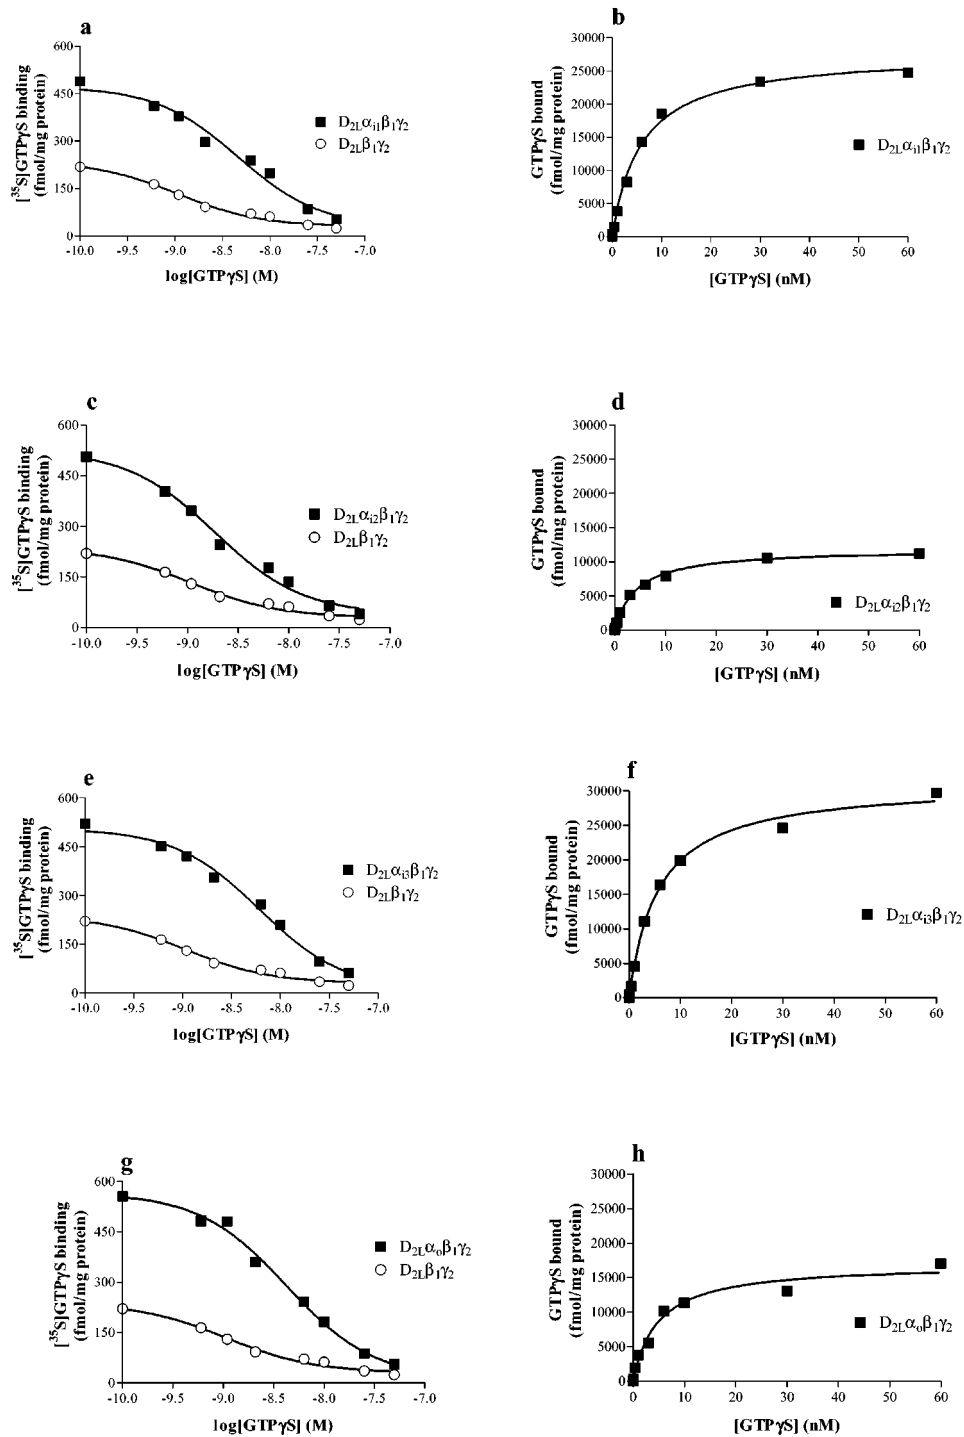 a
[³⁵S]GTPγS binding
(fmol/mg protein)
600
450
300
150
0
-10.0 -9.5 -9.0 -8.5 -8.0 -7.5 -7.0
log[GTPγS] (M)
D₂Lαi1β₁γ₂
D₂Lβ₁γ₂
b
GTPγS bound
(fmol/mg protein)
30000
25000
20000
15000
10000
5000
0
0 10 20 30 40 50 60
[GTPγS] (nM)
D₂Lαi1β₁γ₂
c
[³⁵S]GTPγS binding
(fmol/mg protein)
600
450
300
150
0
-10.0 -9.5 -9.0 -8.5 -8.0 -7.5 -7.0
log[GTPγS] (M)
D₂Lαi2β₁γ₂
D₂Lβ₁γ₂
d
GTPγS bound
(fmol/mg protein)
30000
25000
20000
15000
10000
5000
0
0 10 20 30 40 50 60
[GTPγS] (nM)
D₂Lαi2β₁γ₂
e
[³⁵S]GTPγS binding
(fmol/mg protein)
600
450
300
150
0
-10.0 -9.5 -9.0 -8.5 -8.0 -7.5 -7.0
log[GTPγS] (M)
D₂Lαi3β₁γ₂
D₂Lβ₁γ₂
f
GTPγS bound
(fmol/mg protein)
30000
25000
20000
15000
10000
5000
0
0 10 20 30 40 50 60
[GTPγS] (nM)
D₂Lαi3β₁γ₂
g
[³⁵S]GTPγS binding
(fmol/mg protein)
600
450
300
150
0
-10.0 -9.5 -9.0 -8.5 -8.0 -7.5 -7.0
log[GTPγS] (M)
D₂Lαoβ₁γ₂
D₂Lβ₁γ₂
h
GTPγS bound
(fmol/mg protein)
30000
25000
20000
15000
10000
5000
0
0 10 20 30 40 50 60
[GTPγS] (nM)
D₂Lαoβ₁γ₂